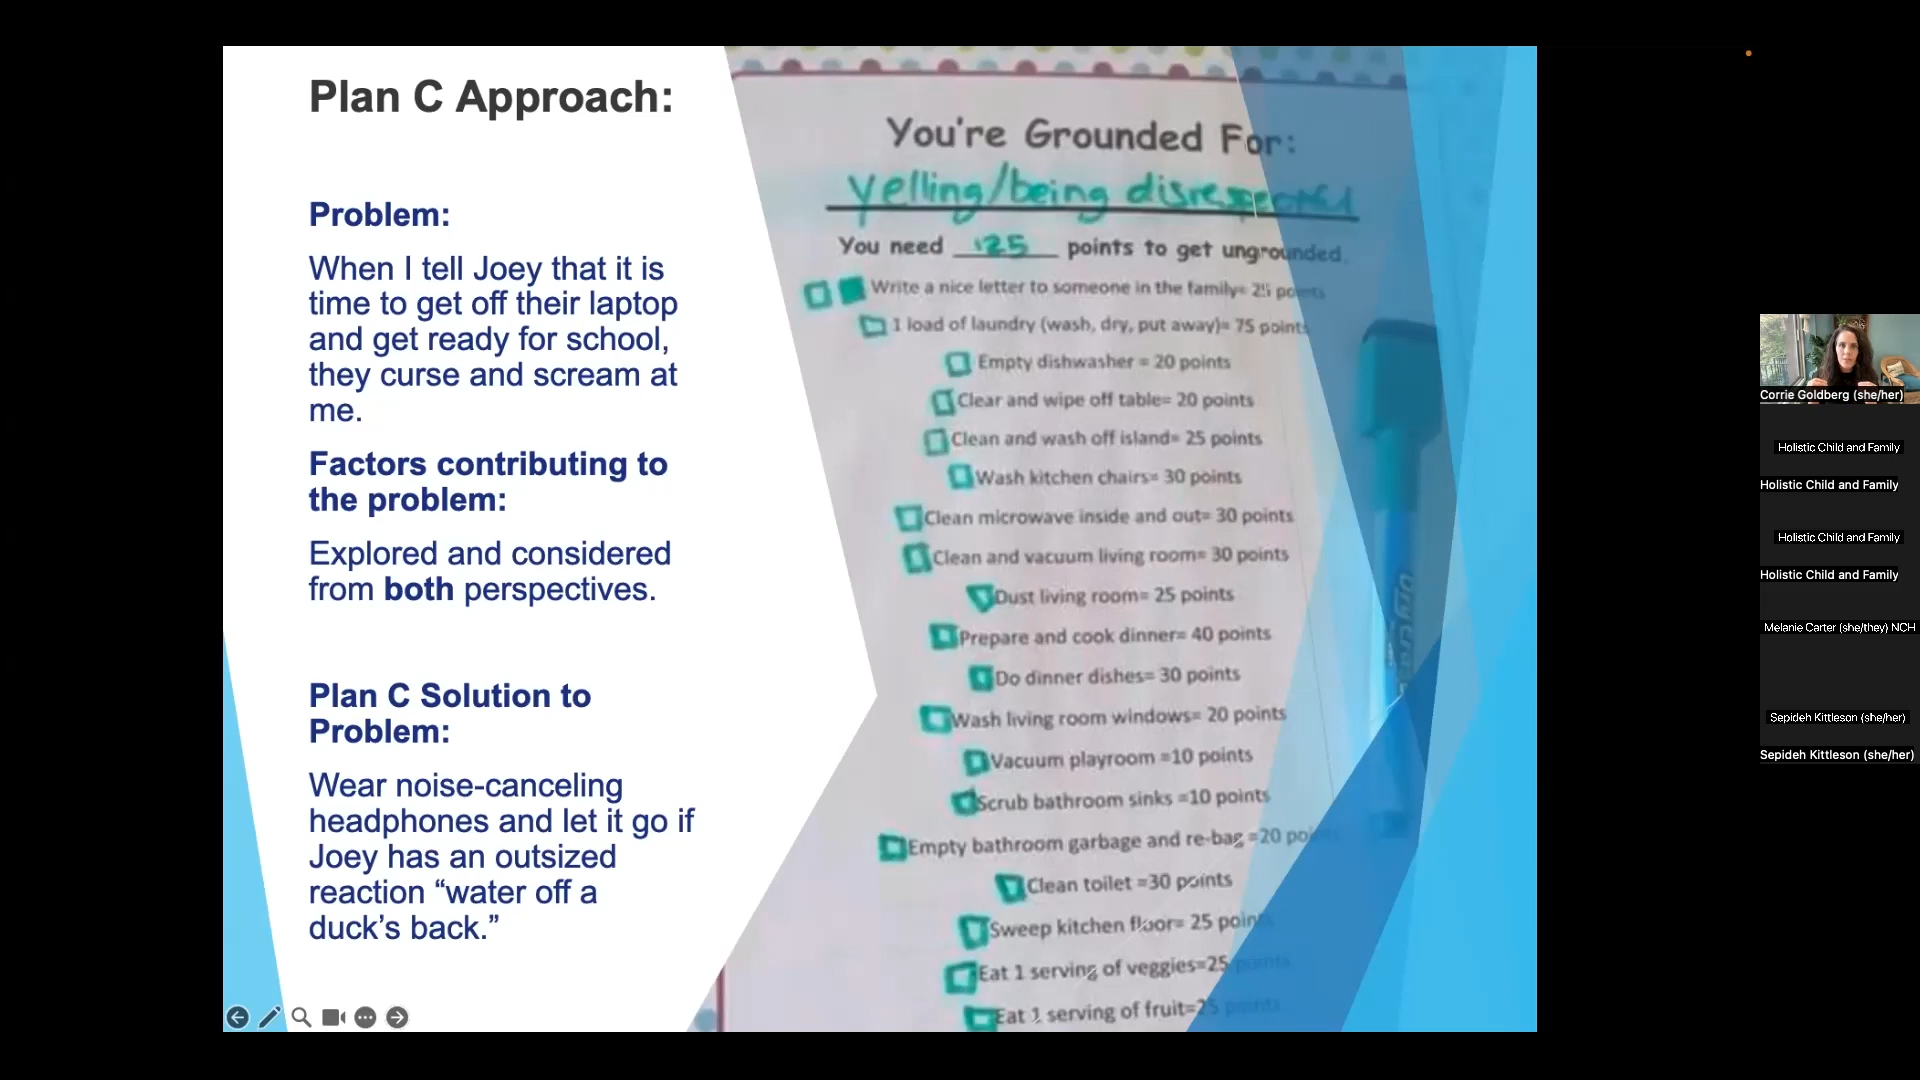 Plan C Approach:
Problem:
When I tell Joey that it is
time to get off their laptop
and get ready for school,
they curse and scream at
me.
Factors contributing to
the problem:
Explored and considered
from both perspectives.
Plan C Solution to
Problem:
Wear noise-canceling
headphones and let it go if
Joey has an outsized
reaction “water off a
duck’s back.”
You're Grounded For:
Yelling/being disrespectful
You need 125 points to get ungrounded.
Write a nice letter to someone in the family= 25 points
1 load of laundry (wash, dry, put away)= 75 points
Empty dishwasher = 20 points
Clear and wipe off table= 20 points
Clean and wash off island= 25 points
Wash kitchen chairs= 30 points
Clean microwave inside and out= 30 points
Clean and vacuum living room= 30 points
Dust living room= 25 points
Prepare and cook dinner= 40 points
Do dinner dishes= 30 points
Wash living room windows= 20 points
Vacuum playroom =10 points
Scrub bathroom sinks =10 points
Empty bathroom garbage and re-bag =20 points
Clean toilet =30 points
Sweep kitchen floor= 25 points
Eat 1 serving of veggies=25 points
Eat 1 serving of fruit=25 points
Corrie Goldberg (she/her)
Holistic Child and Family
Holistic Child and Family
Holistic Child and Family
Holistic Child and Family
Melanie Carter (she/they) NCH
Sepideh Kittleson (she/her)
Sepideh Kittleson (she/her)